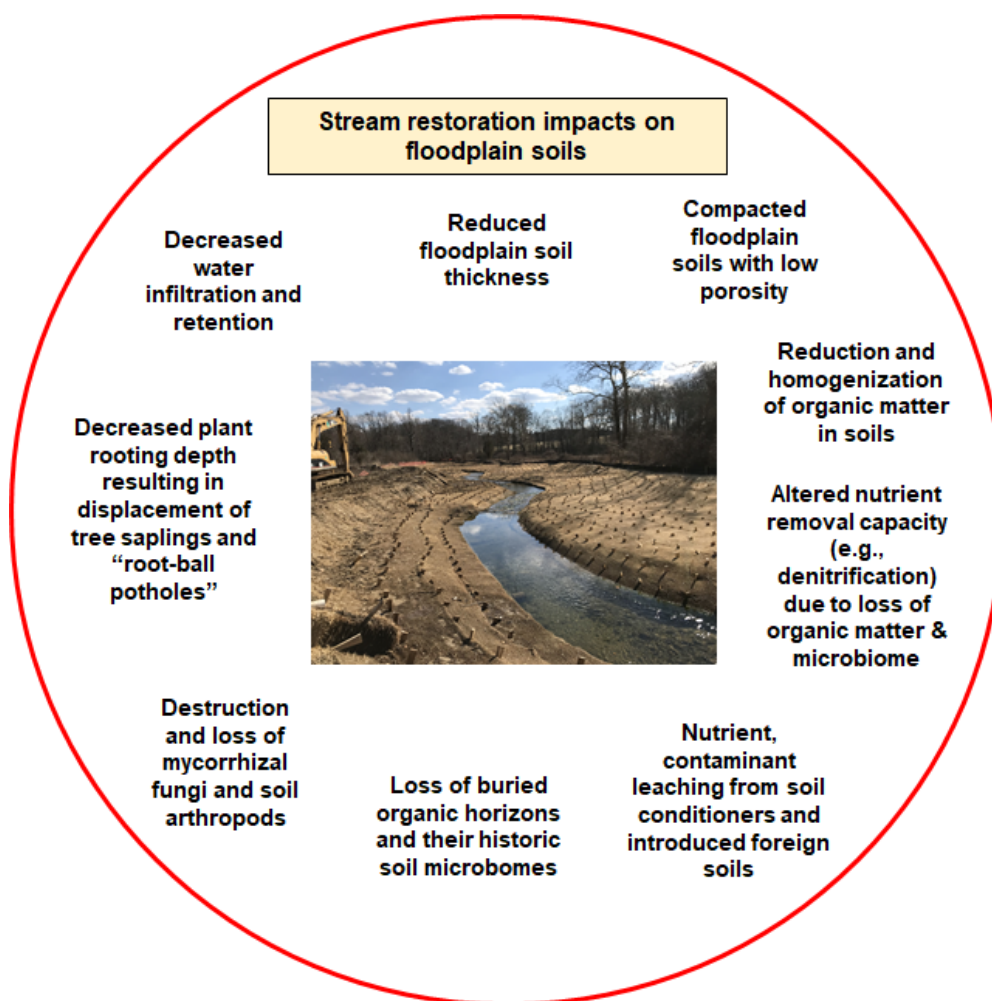 Stream restoration impacts on
floodplain soils
Decreased
water
infiltration and
retention
Reduced
floodplain soil
thickness
Compacted
floodplain
soils with low
porosity
Reduction and
homogenization
of organic matter
in soils
Decreased plant
rooting depth
resulting in
displacement of
tree saplings and
“root-ball
potholes”
Altered nutrient
removal capacity
(e.g.,
denitrification)
due to loss of
organic matter &
microbiome
Destruction
and loss of
mycorrhizal
fungi and soil
arthropods
Loss of buried
organic horizons
and their historic
soil microbomes
Nutrient,
contaminant
leaching from soil
conditioners and
introduced foreign
soils